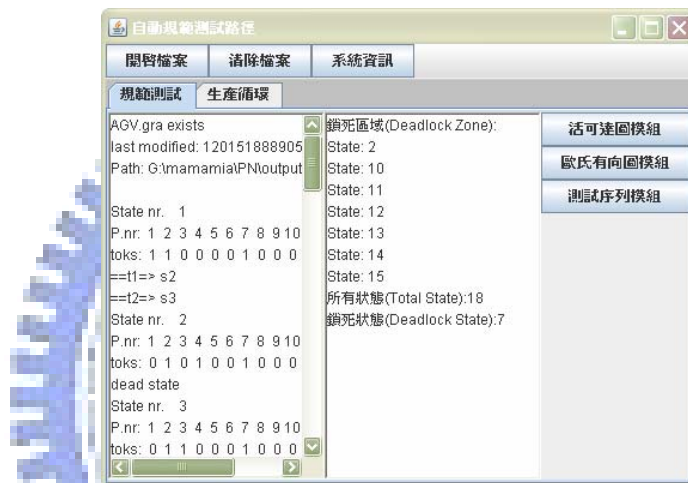 自動規範測試路徑
開啓檔案 清除檔案 系統資訊
規範測試 生產循環
AGV.gra exists
last modified: 120151888905
Path: G:\mamamia\PN\output
State nr. 1
P.nr: 1 2 3 4 5 6 7 8 9 10
toks: 1 1 0 0 0 0 1 0 0 0
==t1=> s2
==t2=> s3
State nr. 2
P.nr: 1 2 3 4 5 6 7 8 9 10
toks: 0 1 0 1 0 0 1 0 0 0
dead state
State nr. 3
P.nr: 1 2 3 4 5 6 7 8 9 10
toks: 0 1 1 0 0 0 1 0 0 0
鎖死區域(Deadlock Zone):
State: 2
State: 10
State: 11
State: 12
State: 13
State: 14
State: 15
所有狀態(Total State):18
鎖死狀態(Deadlock State):7
活可達圖模組
歐氏有向圖模組
測試序列模組